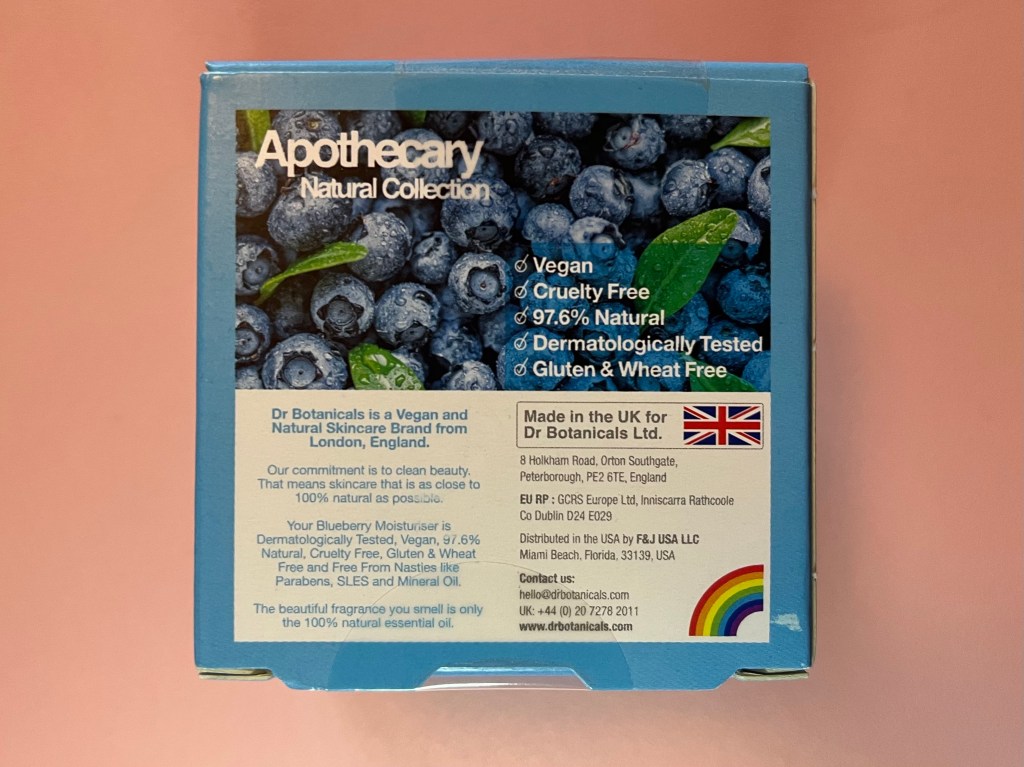 Apothecary
Natural Collection
Vegan
Cruelty Free
97.6% Natural
Dermatologically Tested
Gluten & Wheat Free
Dr Botanicals is a Vegan and
Natural Skincare Brand from
London, England.
Our commitment is to clean beauty.
That means skincare that is as close to
100% natural as possible.
Your Blueberry Moisturiser is
Dermatologically Tested, Vegan, 97.6%
Natural, Cruelty Free, Gluten & Wheat
Free and Free From Nasties like
Parabens, SLES and Mineral Oil.
The beautiful fragrance you smell is only
the 100% natural essential oil.
Made in the UK for
Dr Botanicals Ltd.
8 Holkham Road, Orton Southgate,
Peterborough, PE2 6TE, England
EU RP : GCRS Europe Ltd, Inniscarra Rathcoole
Co Dublin D24 E029
Distributed in the USA by F&J USA LLC
Miami Beach, Florida, 33139, USA
Contact us:
hello@drbotanicals.com
UK: +44 (0) 20 7278 2011
www.drbotanicals.com